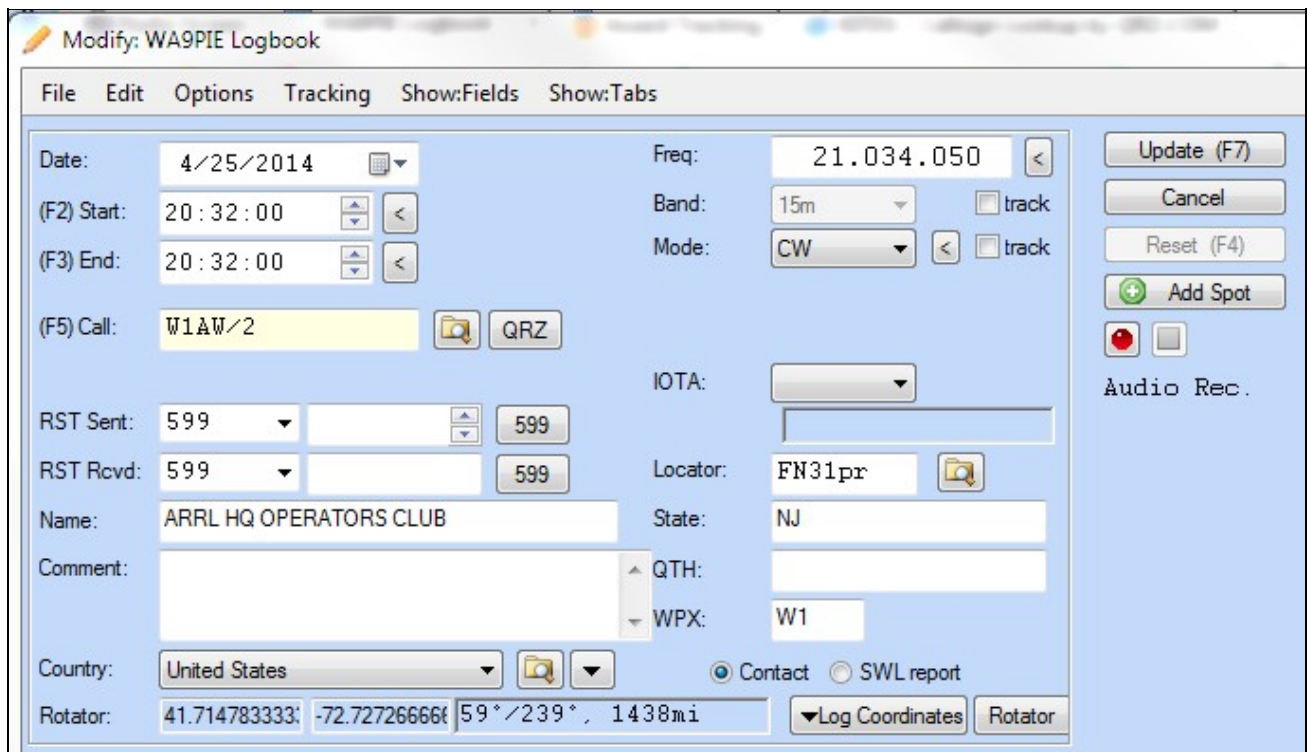 Modify: WA9PIE Logbook
File Edit Options Tracking Show:Fields Show:Tabs
Date: 4/25/2014 Freq: 21.034.050 < Update (F7)
(F2) Start: 20:32:00 < Band: 15m track Cancel
(F3) End: 20:32:00 < Mode: CW < track Reset (F4)
Add Spot
(F5) Call: W1AW/2 QRZ
IOTA: Audio Rec.
RST Sent: 599 599
RST Rcvd: 599 599 Locator: FN31pr
Name: ARRL HQ OPERATORS CLUB State: NJ
Comment: QTH:
WPX: W1
Country: United States Contact SWL report
Rotator: 41.714783333 -72.727266666 59°/239°, 1438mi Log Coordinates Rotator